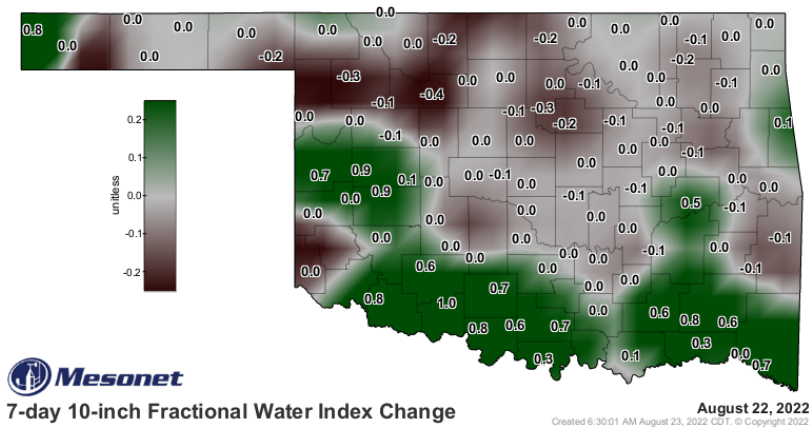 0.0
0.8 0.0 0.0 0.0 0.0 0.0 0.0 0.0 -0.2 -0.2 0.0 0.0 -0.1 0.0 0.0
0.0 -0.2 0.0 -0.2 0.0
-0.3 -0.4 0.0 0.0 0.0 -0.1 0.0 0.0 -0.1
-0.1 -0.1 -0.3 0.0 0.0
0.0 0.0 -0.2 -0.1 -0.1 0.1
-0.1 0.0 0.0 0.0 0.0 0.0 -0.1
0.7 0.9 0.9 0.1 0.0 0.0 -0.1 0.0 0.0 0.0 0.0
0.0 -0.1 -0.1 0.5 -0.1
0.0 0.0 0.0 0.0
0.0 0.0 0.0 0.0 -0.1 0.0 -0.1
0.0 0.6 0.0 0.0 0.0 0.0 -0.1
0.8 1.0 0.7 0.0 0.0
0.8 0.6 0.7 0.0 0.6 0.8 0.6
0.3 0.1 0.3 0.0 0.7
0.2
0.1
0.0
-0.1
-0.2
unitless
Mesonet
7-day 10-inch Fractional Water Index Change
August 22, 2022
Created 6:30:01 AM August 23, 2022 CDT. © Copyright 2022